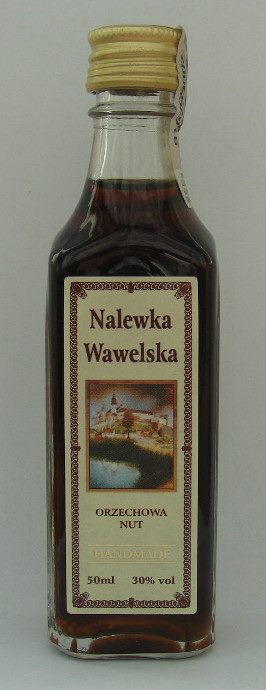 Nalewka
Wawelska
ORZECHOWA
NUT
HANDMADE
50ml 30% vol